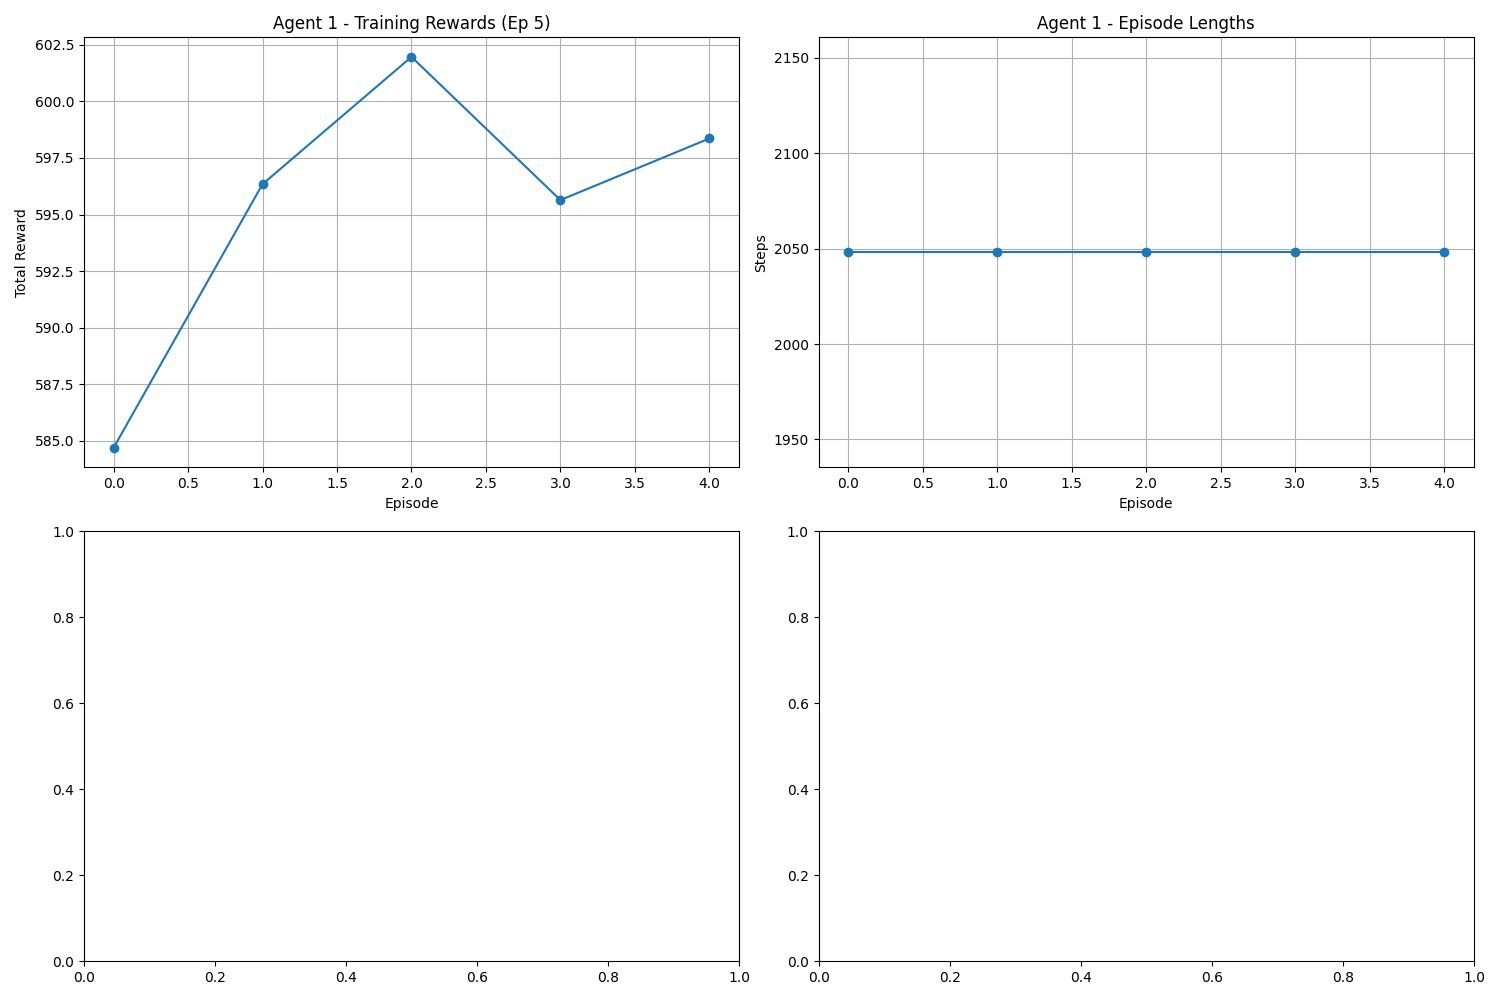 Agent 1 - Training Rewards (Ep 5)
602.5
600.0
597.5
595.0
592.5
590.0
587.5
585.0
Total Reward
0.0 0.5 1.0 1.5 2.0 2.5 3.0 3.5 4.0
Episode
Agent 1 - Episode Lengths
2150
2100
2050
2000
1950
Steps
0.0 0.5 1.0 1.5 2.0 2.5 3.0 3.5 4.0
Episode
1.0
0.8
0.6
0.4
0.2
0.0
0.0 0.2 0.4 0.6 0.8 1.0
1.0
0.8
0.6
0.4
0.2
0.0
0.0 0.2 0.4 0.6 0.8 1.0